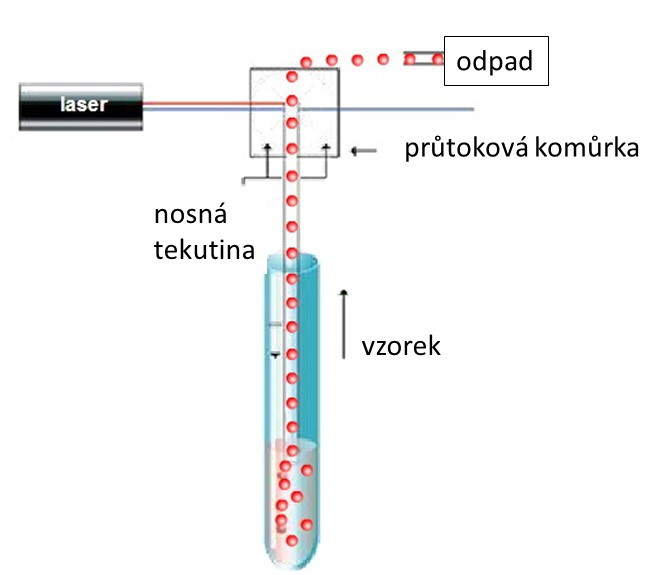 odpad
laser
průtoková komůrka
nosná
tekutina
vzorek